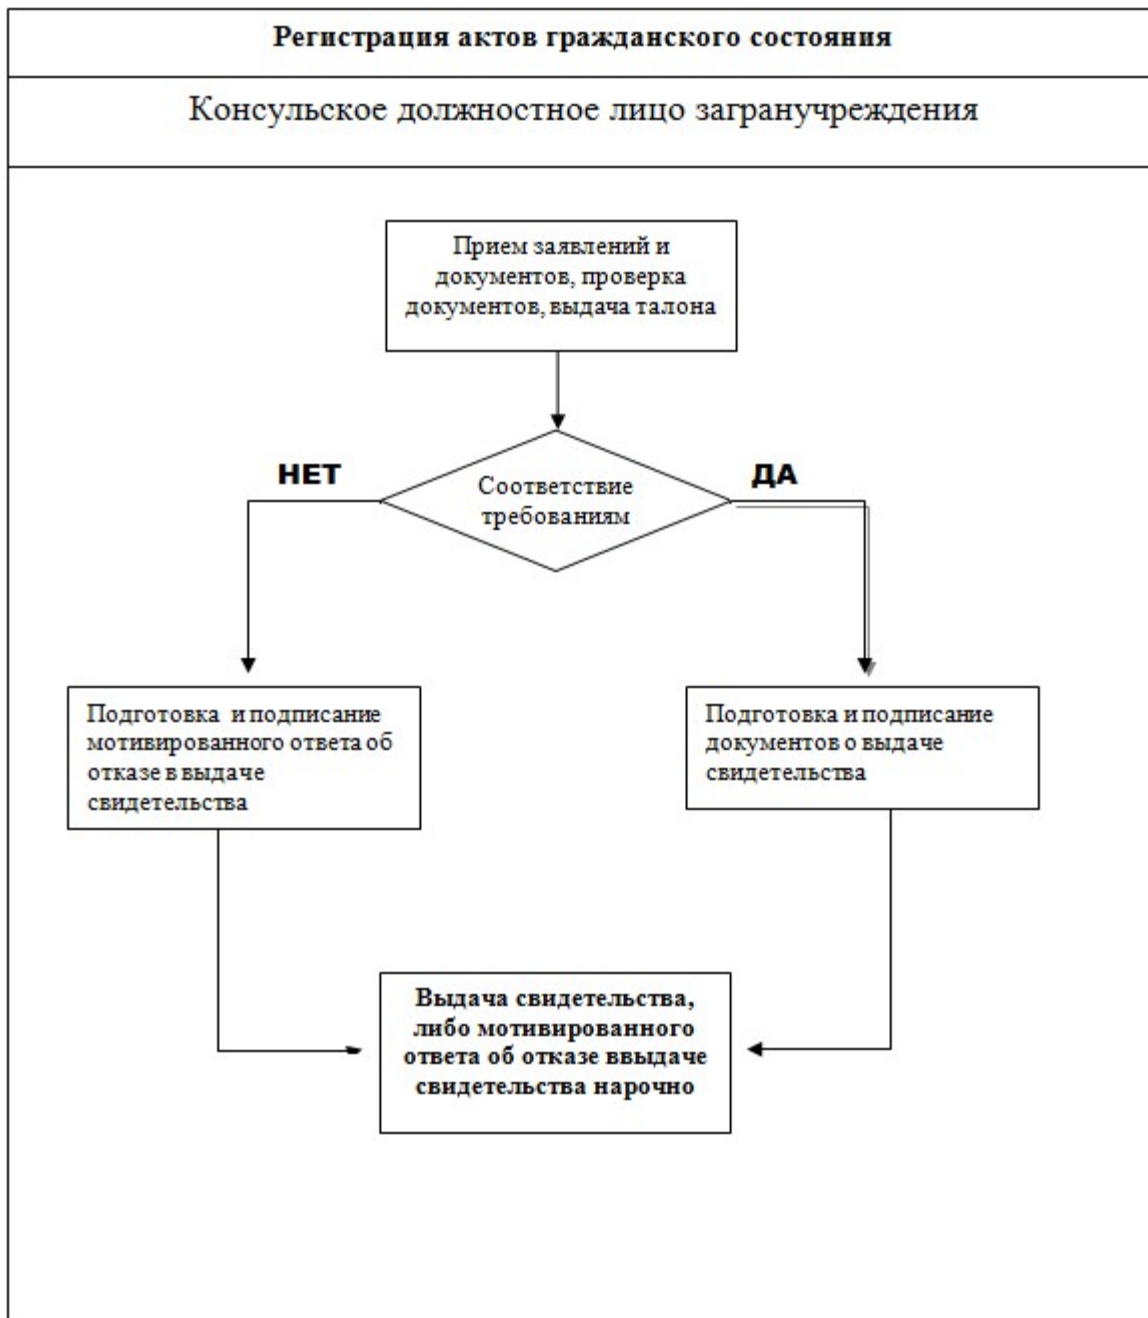 Регистрация актов гражданского состояния
Консульское должностное лицо загранучреждения
Прием заявлений и
документов, проверка
документов, выдача талона
НЕТ
ДА
Соответствие
требованиям
Подготовка и подписание
мотивированного ответа об
отказе в выдаче
свидетельства
Подготовка и подписание
документов о выдаче
свидетельства
Выдача свидетельства,
либо мотивированного
ответа об отказе ввыдаче
свидетельства нарочно